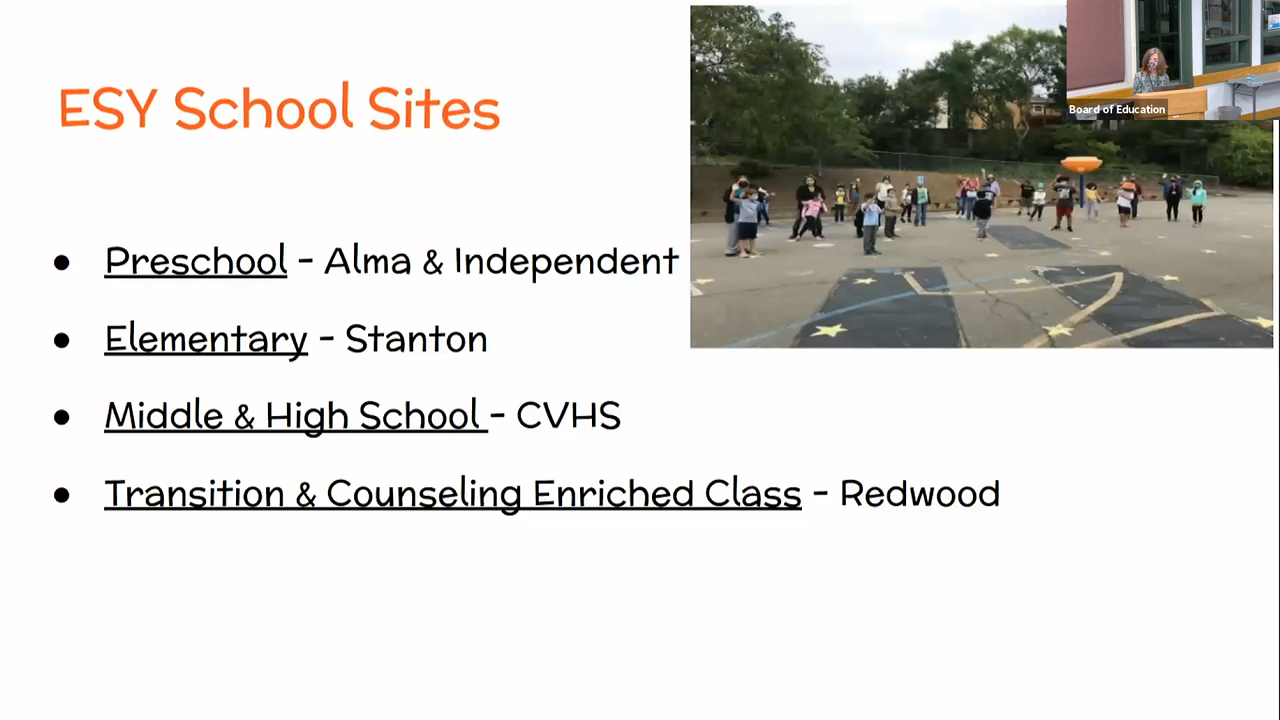 ESY School Sites
Board of Education
● Preschool - Alma & Independent
● Elementary - Stanton
● Middle & High School - CVHS
● Transition & Counseling Enriched Class - Redwood